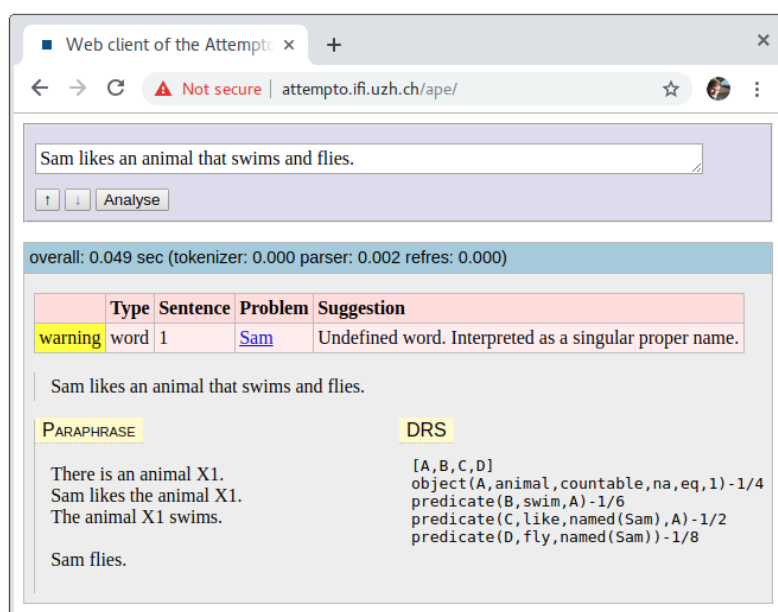 Web client of the Attempto
Not secure | attempto.ifi.uzh.ch/ape/
Sam likes an animal that swims and flies.
↑ ↓ Analyse
overall: 0.049 sec (tokenizer: 0.000 parser: 0.002 refres: 0.000)
Type Sentence Problem Suggestion
warning word 1 Sam Undefined word. Interpreted as a singular proper name.
Sam likes an animal that swims and flies.
PARAPHRASE
There is an animal X1.
Sam likes the animal X1.
The animal X1 swims.
Sam flies.
DRS
[A,B,C,D]
object(A,animal,countable,na,eq,1)-1/4
predicate(B,swim,A)-1/6
predicate(C,like,named(Sam),A)-1/2
predicate(D,fly,named(Sam))-1/8